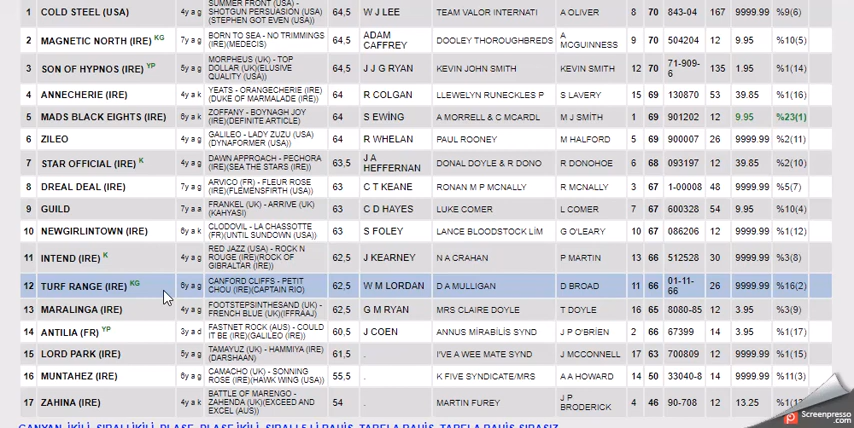 SUMMER FRONT (USA) -
1 COLD STEEL (USA) 4y a g SHOTGUN PERSUASION (USA) 64,5 W J LEE TEAM VALOR INTERNATI A OLIVER 8 70 843-04 167 9999.99 %9(6)
(STEPHEN GOT EVEN (USA))
2 MAGNETIC NORTH (IRE) KG 7y a g BORN TO SEA - NO TRIMMINGS (IRE)(MEDECIS) 64,5 ADAM CAFFREY DOOLEY THOROUGHBREDS A MCGUINNESS 9 70 504204 12 9.95 %10(5)
3 SON OF HYPNOS (IRE) YP 5y a g MORPHEUS (UK) - TOP DOLLAR (UK)(ELUSIVE QUALITY (USA)) 64,5 J J G RYAN KEVIN JOHN SMITH KEVIN SMITH 12 70 71-909-6 135 1.95 %1(14)
4 ANNECHERIE (IRE) 4y a k YEATS - ORANGECHERIE (IRE)(DUKE OF MARMALADE (IRE)) 64 R COLGAN LLEWELYN RUNECKLES P S LAVERY 15 69 130870 53 39.85 %1(16)
5 MADS BLACK EIGHTS (IRE) 6y a k ZOFFANY - BOYNAGH JOY (IRE)(DEFINITE ARTICLE) 64 S EWİNG A MORRELL & C MCARDL M J SMİTH 1 69 901202 12 9.95 %23(1)
6 ZILEO 4y a g GALILEO - LADY ZUZU (USA)(DYNAFORMER (USA)) 64 R WHELAN PAUL ROONEY M HALFORD 5 69 900007 26 9999.99 %2(11)
7 STAR OFFICIAL (IRE) K 4y a g DAWN APPROACH - PECHORA (IRE)(SEA THE STARS (IRE)) 63,5 J A HEFFERNAN DONAL DOYLE & R DONO R DONOHOE 6 68 093197 12 39.85 %2(10)
8 DREAL DEAL (IRE) 7y a g ARVICO (FR) - FLEUR ROSE (IRE)(FLEMENSFIRTH (USA)) 63 C T KEANE RONAN M P MCNALLY R MCNALLY 3 67 1-00008 48 9999.99 %5(7)
9 GUILD 7y a a FRANKEL (UK) - ARRIVE (UK)(KAHYASI) 63 C D HAYES LUKE COMER L COMER 7 67 600328 54 9.95 %10(4)
10 NEWGIRLINTOWN (IRE) 6y a k CLODOVIL - LA CHASSOTTE (FR)(UNTIL SUNDOWN (USA)) 63 S FOLEY LANCE BLOODSTOCK LİM G O'LEARY 10 67 086206 12 9999.99 %1(12)
11 INTEND (IRE) K 4y a g RED JAZZ (USA) - ROCK N ROUGE (IRE)(ROCK OF GIBRALTAR (IRE)) 62,5 J KEARNEY N A CRAHAN P MARTIN 13 66 512528 30 9999.99 %3(8)
12 TURF RANGE (IRE) KG 6y a g CANFORD CLIFFS - PETIT CHOU (IRE)(CAPTAIN RIO) 62,5 W M LORDAN D A MULLIGAN D BROAD 11 66 01-11-66 26 9999.99 %16(2)
13 MARALINGA (IRE) 4y a g FOOTSTEPSINTHESAND (UK) - FRENCH BLUE (UK)(IFFRAAJ) 62,5 G M RYAN MRS CLAIRE DOYLE T DOYLE 16 65 8080-85 12 3.95 %3(9)
14 ANTILIA (FR) YP 3y a d FASTNET ROCK (AUS) - COULD IT BE (IRE)(GALILEO (IRE)) 60,5 J COEN ANNUS MİRABİLİS SYND J P O'BRİEN 2 66 67399 14 3.95 %1(17)
15 LORD PARK (IRE) 5y a g TAMAYUZ (UK) - HAMMIYA (IRE)(DARSHAAN) 61,5 . I'VE A WEE MATE SYND J MCCONNELL 17 63 700809 12 9999.99 %1(15)
16 MUNTAHEZ (IRE) 5y a g CAMACHO (UK) - SONNING ROSE (IRE)(HAWK WING (USA)) 55,5 . K FIVE SYNDICATE/MRS A A HOWARD 14 50 33040-8 14 9999.99 %11(3)
17 ZAHINA (IRE) 4y a k BATTLE OF MARENGO - ZAHENDA (UK)(EXCEED AND EXCEL (AUS)) 54 . MARTIN FUREY J P BRODERICK 4 46 90-708 12 13.25
Screenpresso.com